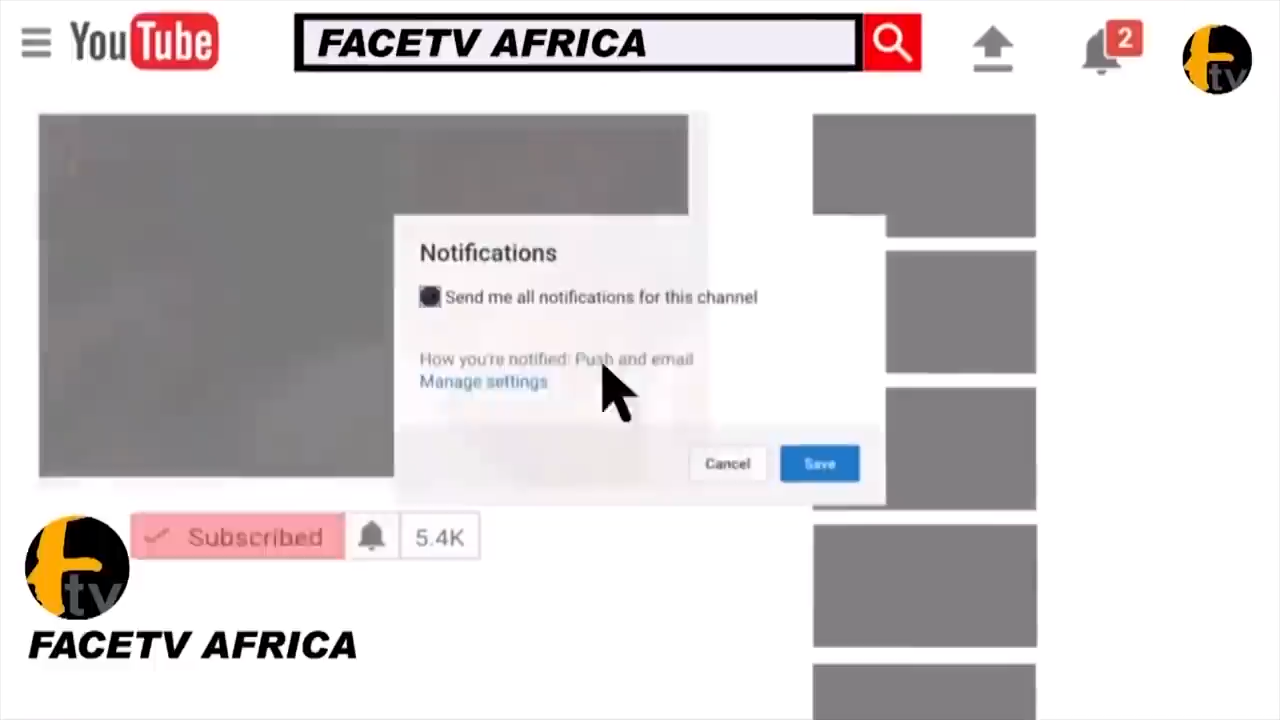 YouTube
FACETV AFRICA
2
tv
Notifications
Send me all notifications for this channel
How you're notified: Push and email
Manage settings
Cancel
Save
Subscribed
5.4K
tv
FACETV AFRICA